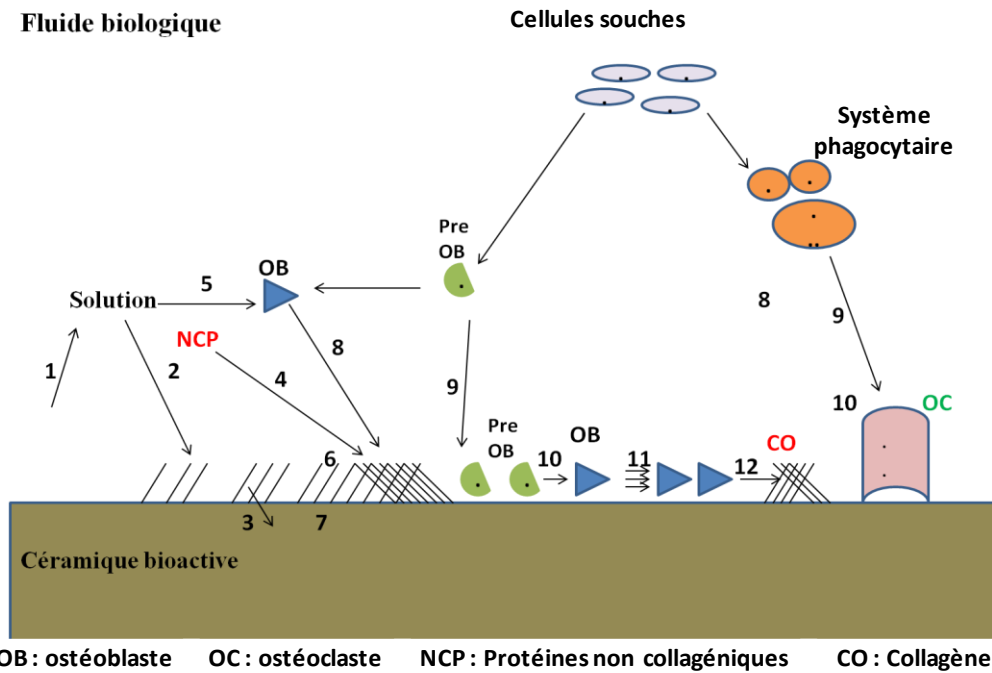 Fluide biologique
Cellules souches
Système
phagocytaire
Pre
OB
OB
5
Solution
NCP
8
8
9
1
2
4
9
10
OC
Pre
OB
OB
CO
6
10
11
12
3
7
Céramique bioactive
OB : ostéoblaste OC : ostéoclaste NCP : Protéines non collagéniques CO : Collagène